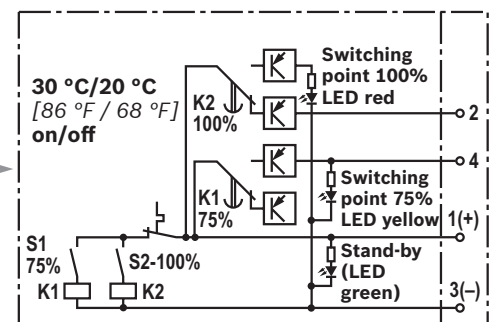 30 °C/20 °C
[86 °F / 68 °F]
on/off
K2
100%
Switching
point 100%
LED red
2
4
K1
75%
Switching
point 75%
LED yellow
1(+)
S1
75%
S2-100%
K1
K2
Stand-by
(LED
green)
3(–)